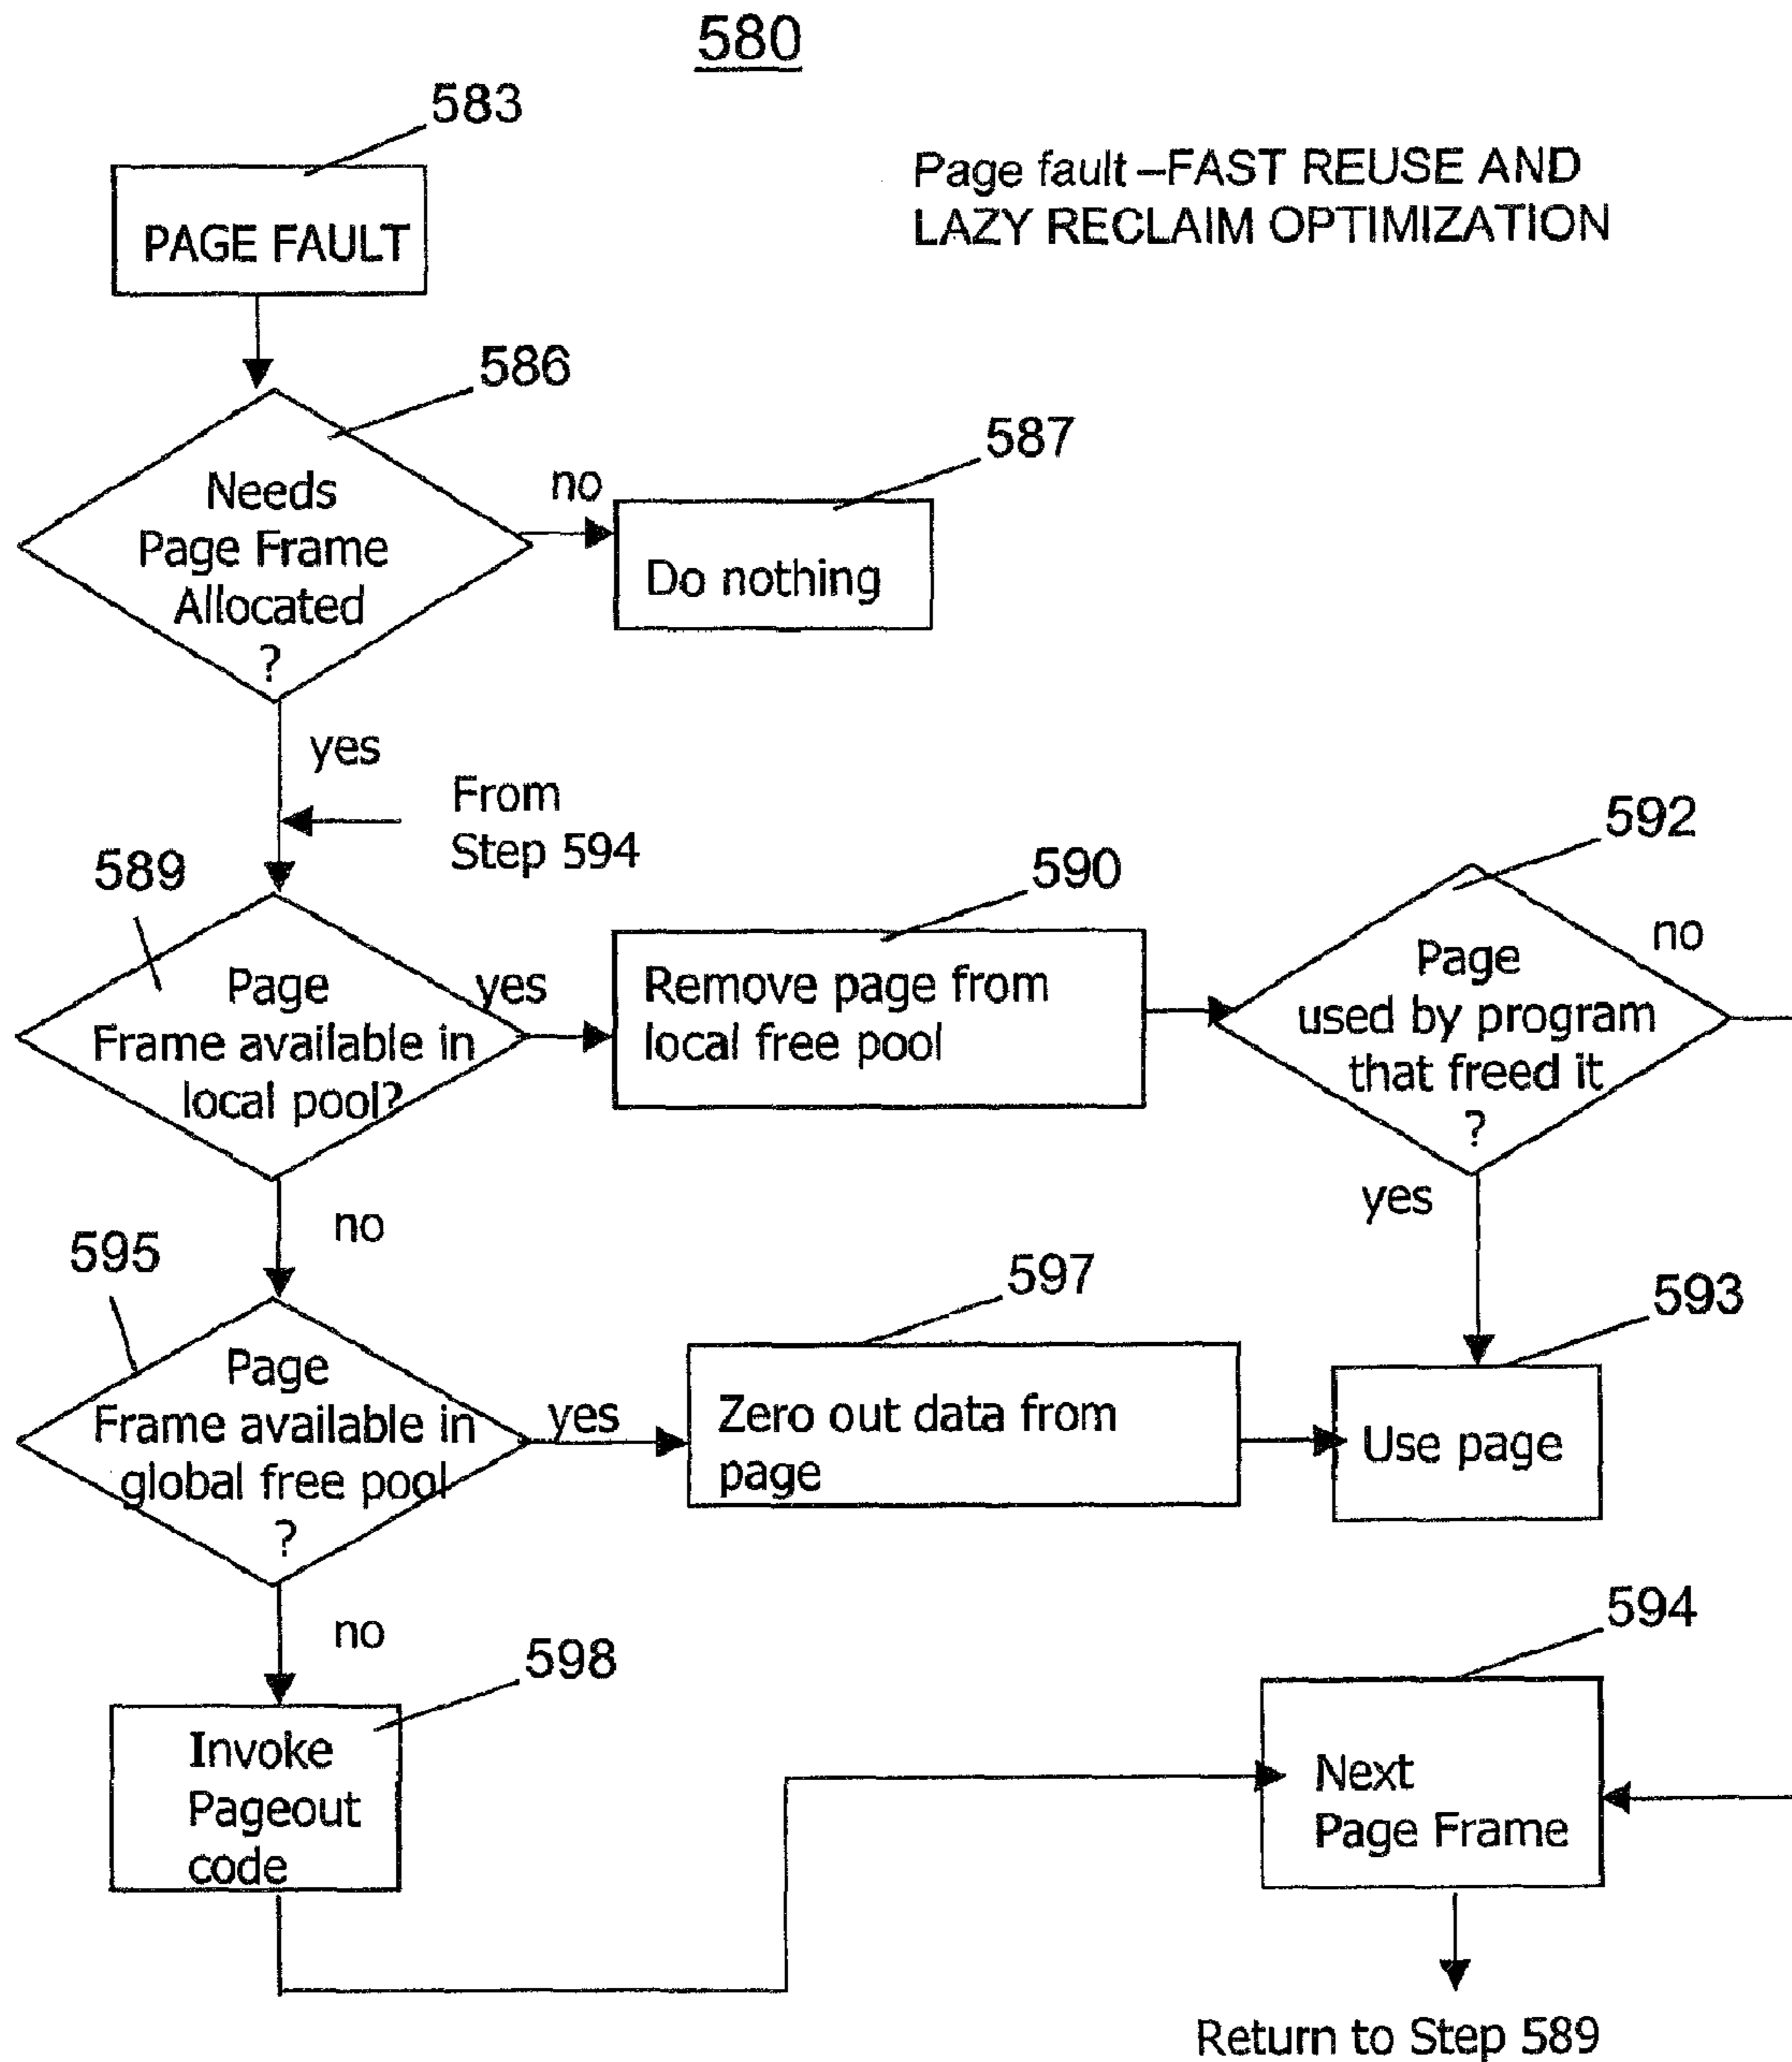 580
583
Page fault –FAST REUSE AND
LAZY RECLAIM OPTIMIZATION
PAGE FAULT
586
Needs
Page Frame
Allocated
?
no
587
Do nothing
yes
From
Step 594
589
Page
Frame available in
local pool?
yes
590
Remove page from
local free pool
592
Page
used by program
that freed it
?
no
yes
no
595
Page
Frame available in
global free pool
?
yes
597
Zero out data from
page
593
Use page
no
598
Invoke
Pageout
code
594
Next
Page Frame
Return to Step 589